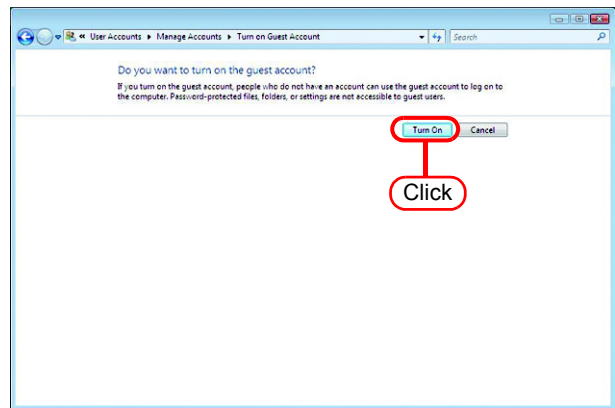 « User Accounts ▸ Manage Accounts ▸ Turn on Guest Account
Search
Do you want to turn on the guest account?
If you turn on the guest account, people who do not have an account can use the guest account to log on to
the computer. Password-protected files, folders, or settings are not accessible to guest users.
Turn On Cancel
Click